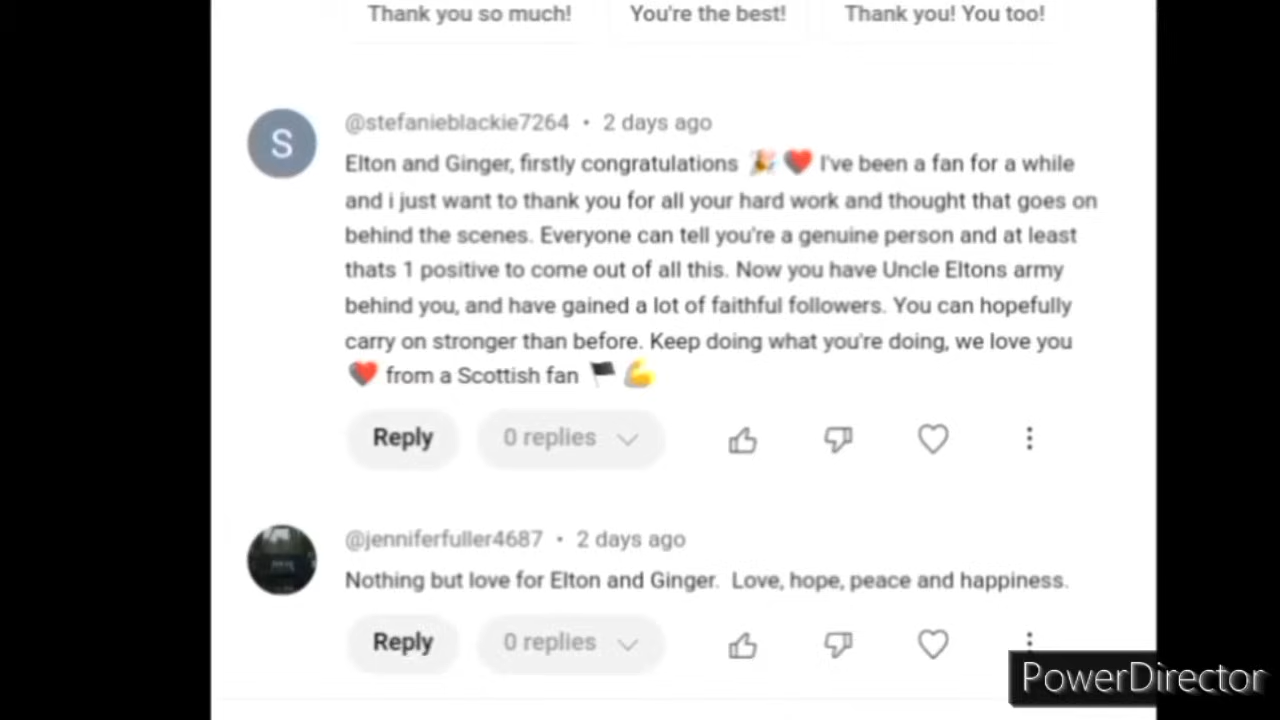 Thank you so much! You're the best! Thank you! You too!
S
@stefanieblackie7264 • 2 days ago
Elton and Ginger, firstly congratulations 🎉 ❤️ I've been a fan for a while
and i just want to thank you for all your hard work and thought that goes on
behind the scenes. Everyone can tell you're a genuine person and at least
thats 1 positive to come out of all this. Now you have Uncle Eltons army
behind you, and have gained a lot of faithful followers. You can hopefully
carry on stronger than before. Keep doing what you're doing, we love you
❤️ from a Scottish fan 🏴 💪
Reply 0 replies
@jenniferfuller4687 • 2 days ago
Nothing but love for Elton and Ginger. Love, hope, peace and happiness.
Reply 0 replies
PowerDirector